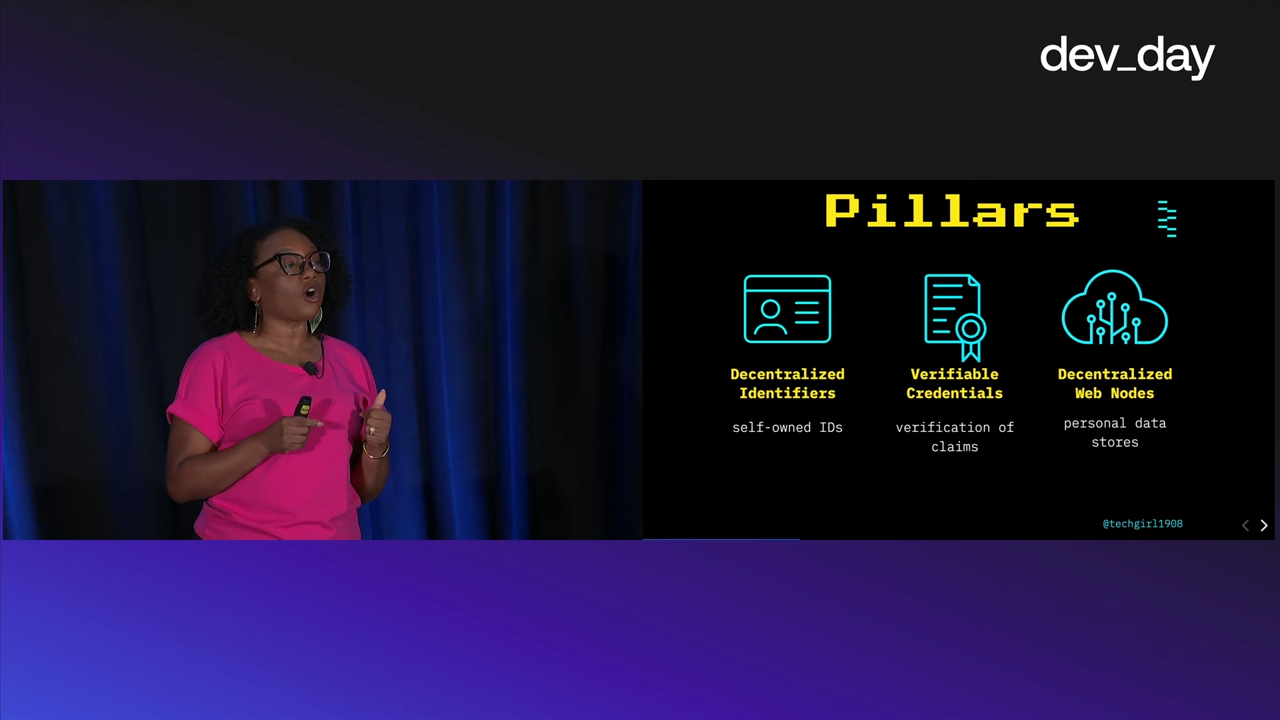 dev_day
Pillars
Decentralized
Identifiers
self-owned IDs
Verifiable
Credentials
verification of
claims
Decentralized
Web Nodes
personal data
stores
@techgirl1908